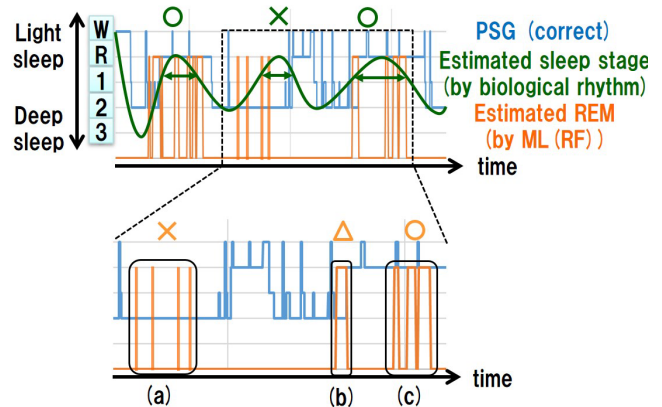 Light
sleep
Deep
sleep
W
R
1
2
3
PSG (correct)
Estimated sleep stage
(by biological rhythm)
Estimated REM
(by ML (RF))
time
(a)
(b)
(c)
time